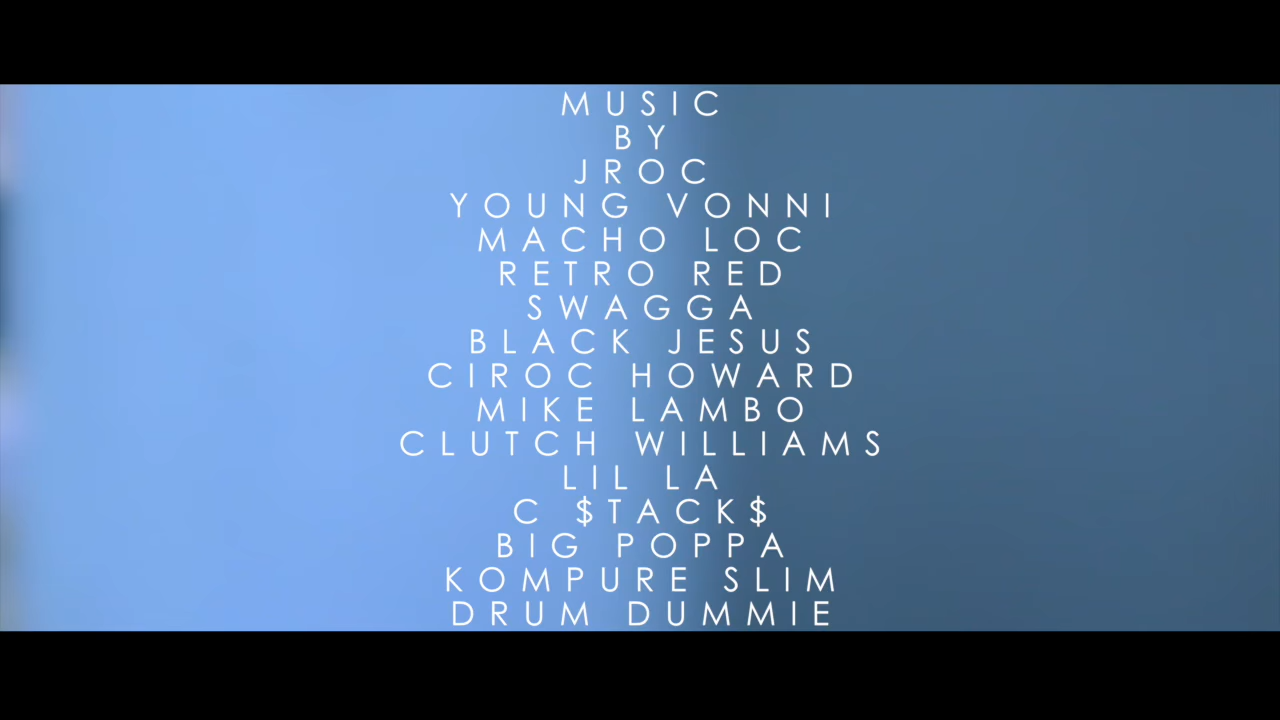 MUSIC
BY
JROC
YOUNG VONNI
MACHO LOC
RETRO RED
SWAGGA
BLACK JESUS
CIROC HOWARD
MIKE LAMBO
CLUTCH WILLIAMS
LIL LA
C $TACK$
BIG POPPA
KOMPURE SLIM
DRUM DUMMIE